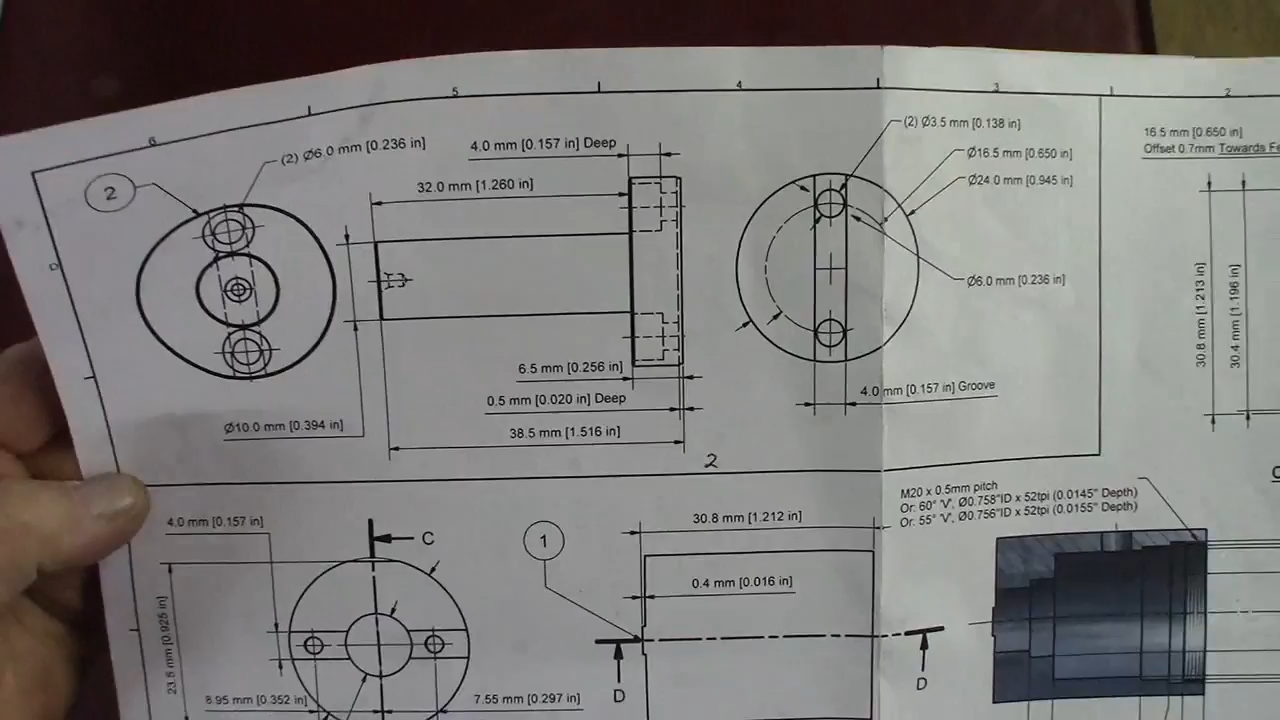 6
5
4
3
2
D
2
(2) Ø6.0 mm [0.236 in]
4.0 mm [0.157 in] Deep
32.0 mm [1.260 in]
(2) Ø3.5 mm [0.138 in]
Ø16.5 mm [0.650 in]
Ø24.0 mm [0.945 in]
Ø6.0 mm [0.236 in]
16.5 mm [0.650 in]
Offset 0.7mm Towards
30.8 mm [1.213 in]
30.4 mm [1.196 in]
6.5 mm [0.256 in]
0.5 mm [0.020 in] Deep
38.5 mm [1.516 in]
Ø10.0 mm [0.394 in]
4.0 mm [0.157 in] Groove
2
4.0 mm [0.157 in]
C
1
30.8 mm [1.212 in]
0.4 mm [0.016 in]
M20 x 0.5mm pitch
Or: 60° 'V', Ø0.758"ID x 52tpi (0.0145" Depth)
Or: 55° 'V', Ø0.756"ID x 52tpi (0.0155" Depth)
23.5 mm [0.925 in]
8.95 mm [0.352 in]
7.55 mm [0.297 in]
D
D